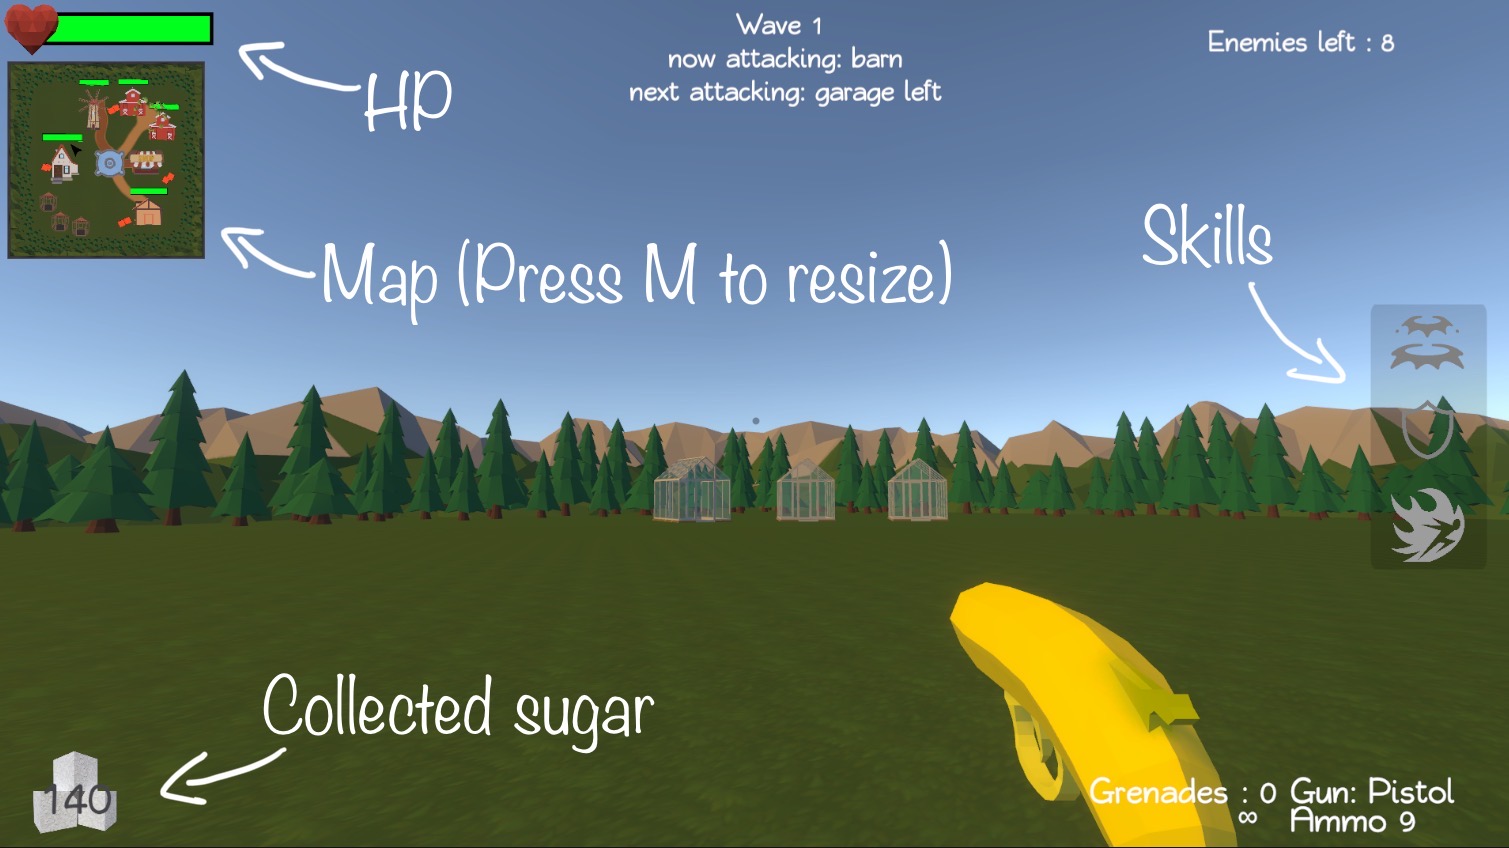 Wave 1
now attacking: barn
next attacking: garage left
Enemies left : 8
HP
Map (Press M to resize)
Skills
Collected sugar
140
Grenades : 0 Gun: Pistol
∞ Ammo 9